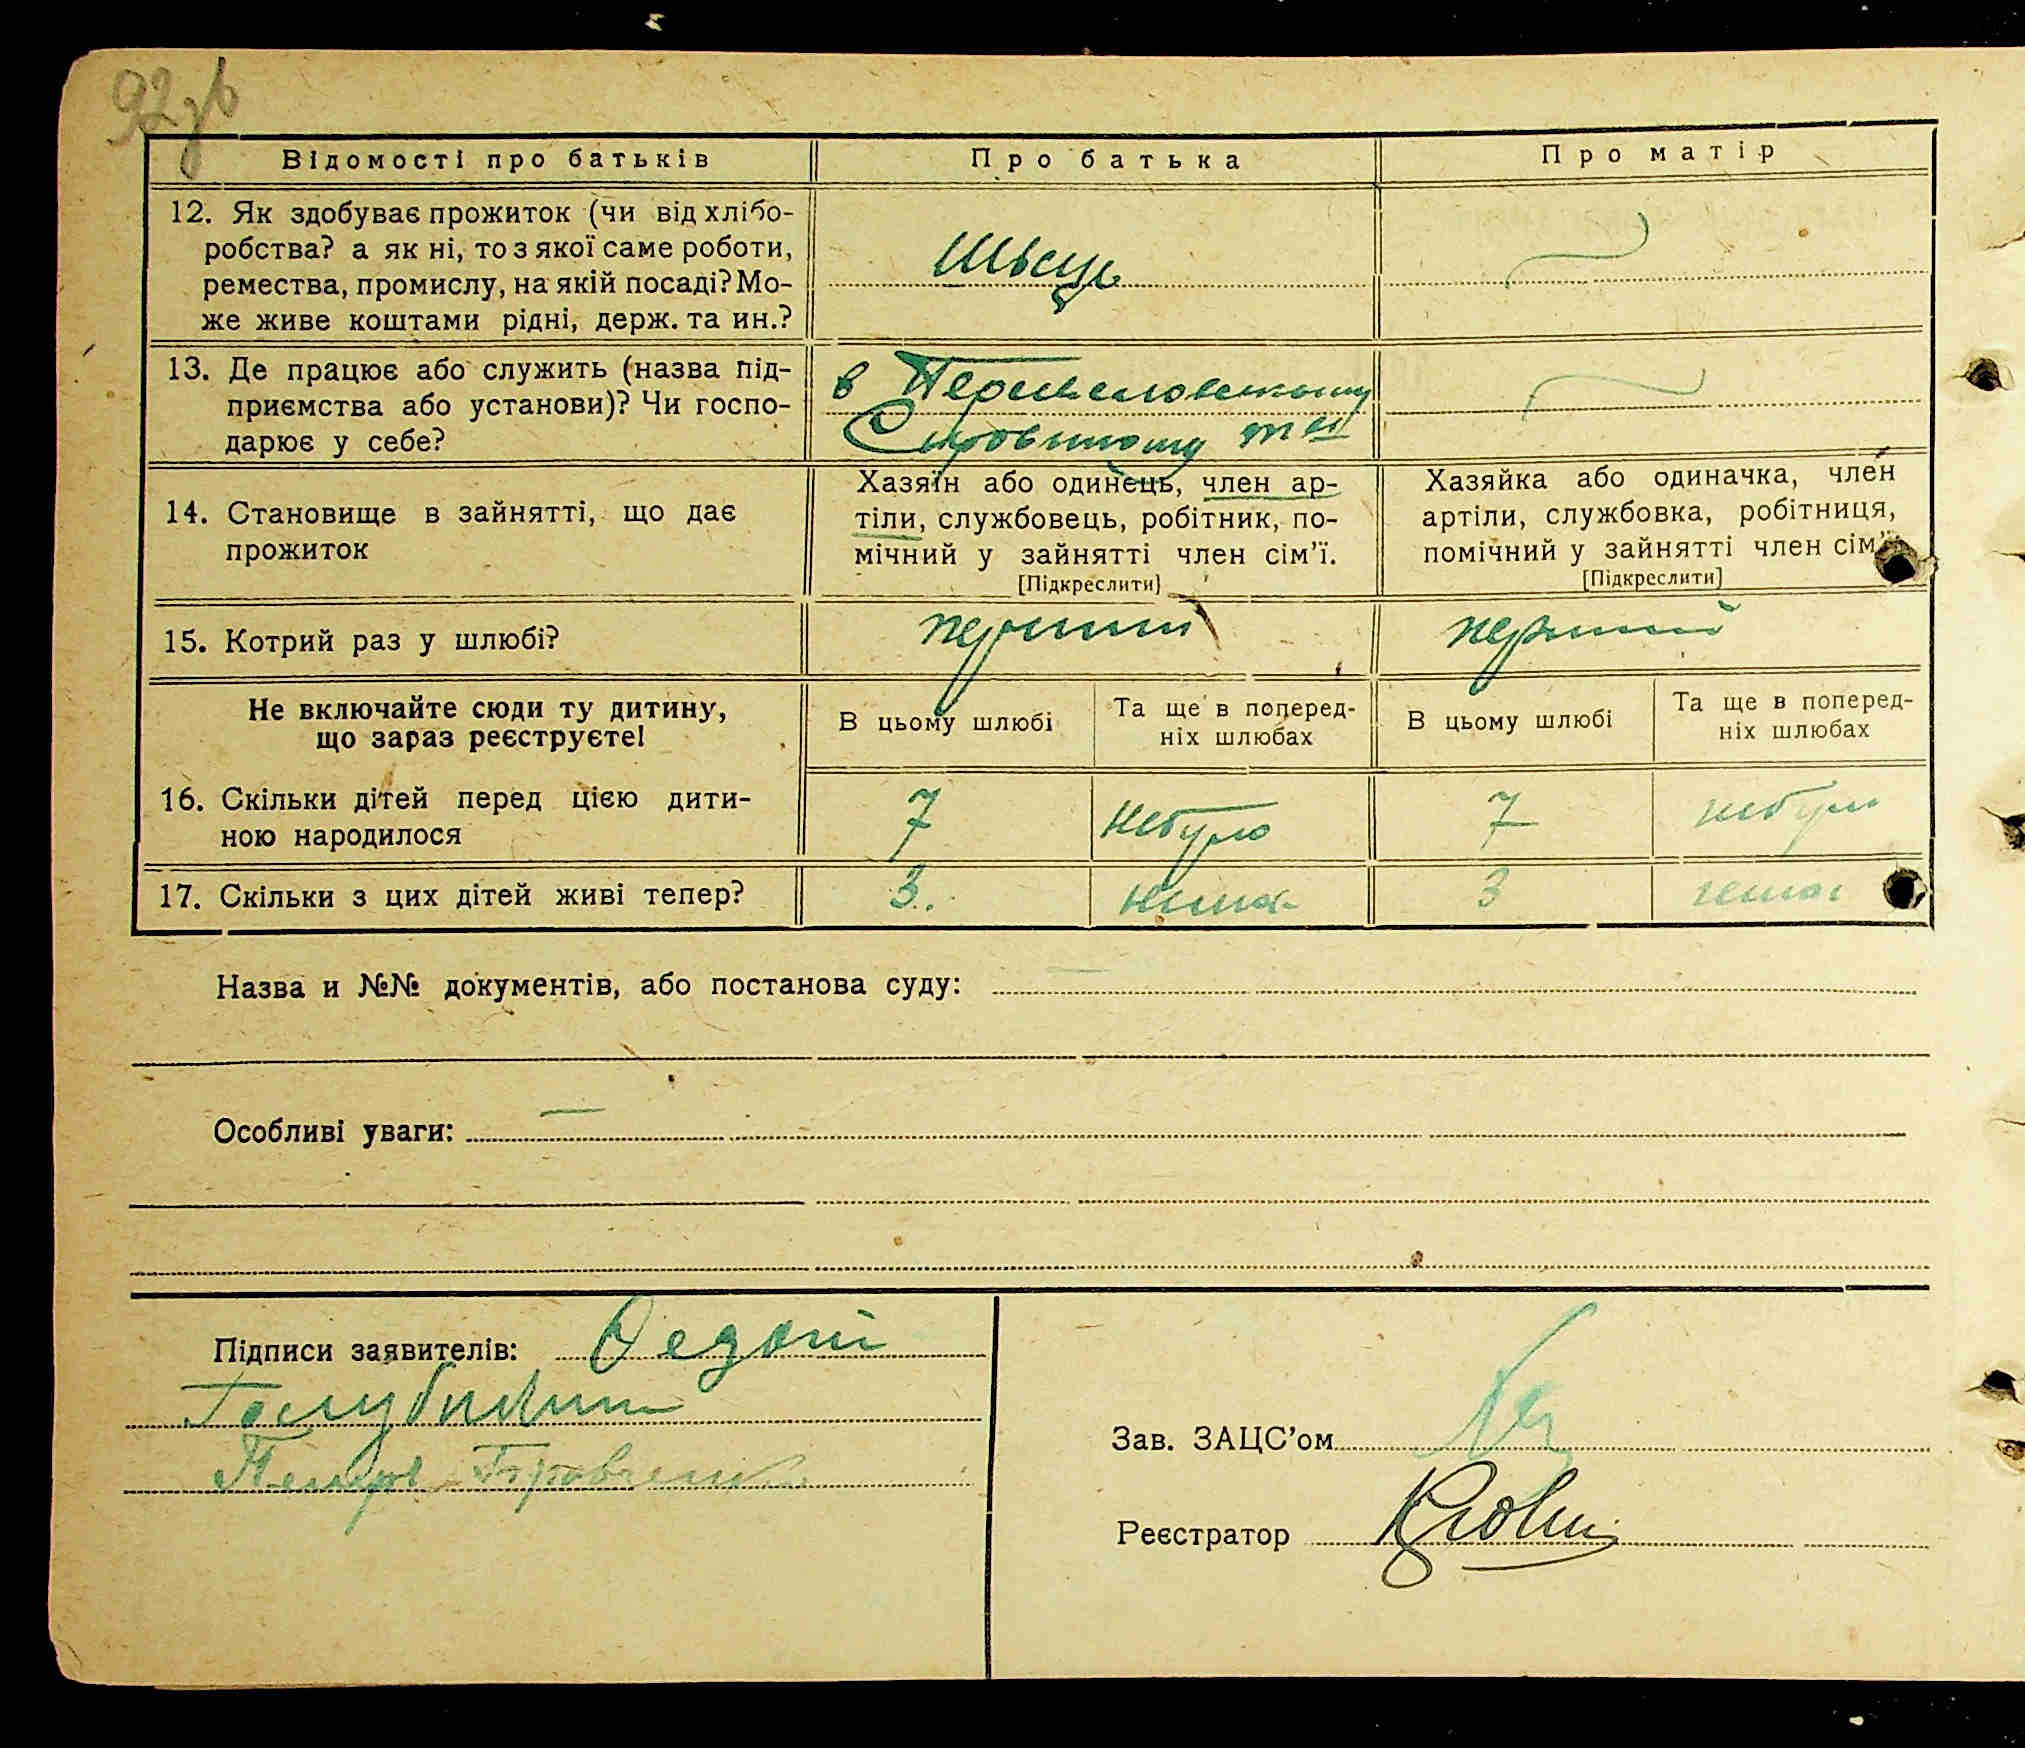 92зв
Відомості про батьків
Про батька
Про матір
12. Як здобуває прожиток (чи від хлібо-
робства? а як ні, то з якої саме роботи,
ремества, промислу, на якій посаді? Мо-
же живе коштами рідні, держ. та ин.?
Швець
13. Де працює або служить (назва під-
приємства або установи)? Чи госпо-
дарює у себе?
в
14. Становище в зайнятті, що дає
прожиток
Хазяїн або одинець, член ар-
тіли, службовець, робітник, по-
мічний у зайнятті член сім'ї.
[Підкреслити]
Хазяйка або одиначка, член
артіли, службовка, робітниця,
помічний у зайнятті член сім'ї.
[Підкреслити]
15. Котрий раз у шлюбі?
перший
перший
Не включайте сюди ту дитину,
що зараз реєструєте!
В цьому шлюбі
Та ще в поперед-
ніх шлюбах
В цьому шлюбі
Та ще в поперед-
ніх шлюбах
16. Скільки дітей перед цією дити-
ною народилося
7
небуло
7
небуло
17. Скільки з цих дітей живі тепер?
3.
нема
3
нема
Назва и №№ документів, або постанова суду: —
Особливі уваги: —
Підписи заявителів:
Петро
Зав. ЗАЦС'ом
Реєстратор